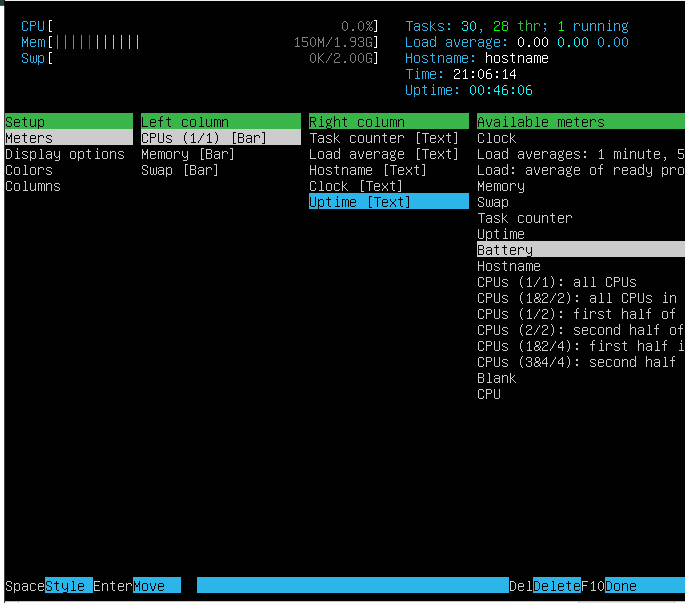 CPU[ 0.0%] Tasks: 30, 28 thr; 1 running
Mem[||||||||||| 150M/1.93G] Load average: 0.00 0.00 0.00
Swp[ 0K/2.00G] Hostname: hostname
Time: 21:06:14
Uptime: 00:46:06
Setup Left column Right column Available meters
Meters CPUs (1/1) [Bar] Task counter [Text] Clock
Display options Memory [Bar] Load average [Text] Load averages: 1 minute, 5
Colors Swap [Bar] Hostname [Text] Load: average of ready pro
Columns Clock [Text] Memory
Uptime [Text] Swap
Task counter
Uptime
Battery
Hostname
CPUs (1/1): all CPUs
CPUs (1&2/2): all CPUs in
CPUs (1/2): first half of
CPUs (2/2): second half of
CPUs (1&2/4): first half i
CPUs (3&4/4): second half
Blank
CPU
SpaceStyle EnterMove DelDeleteF10Done